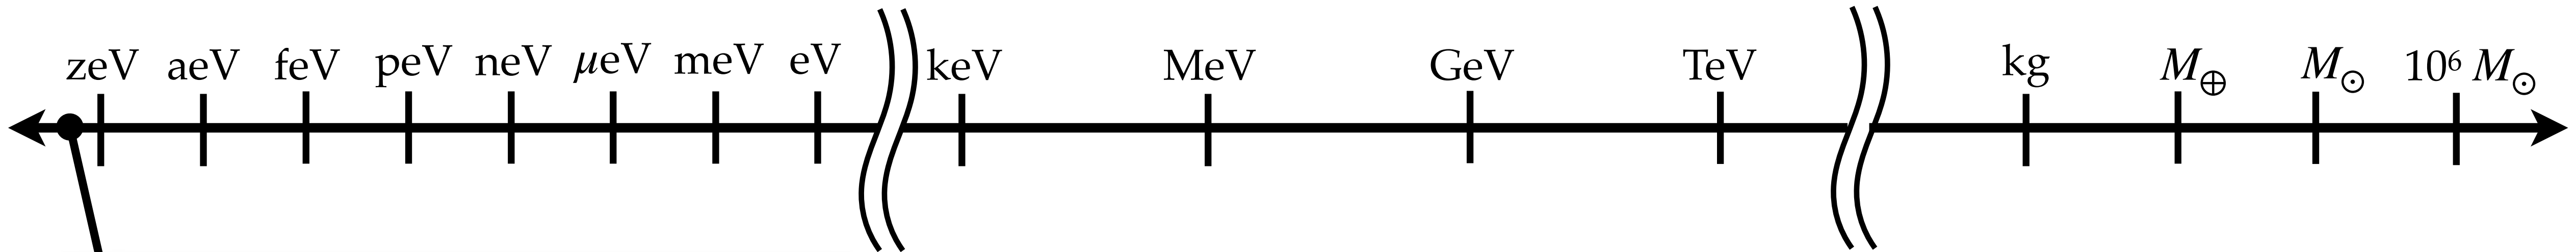 zeV aeV feV peV neV μeV meV eV keV MeV GeV TeV kg M⊕ M⊙ 10⁶ M⊙